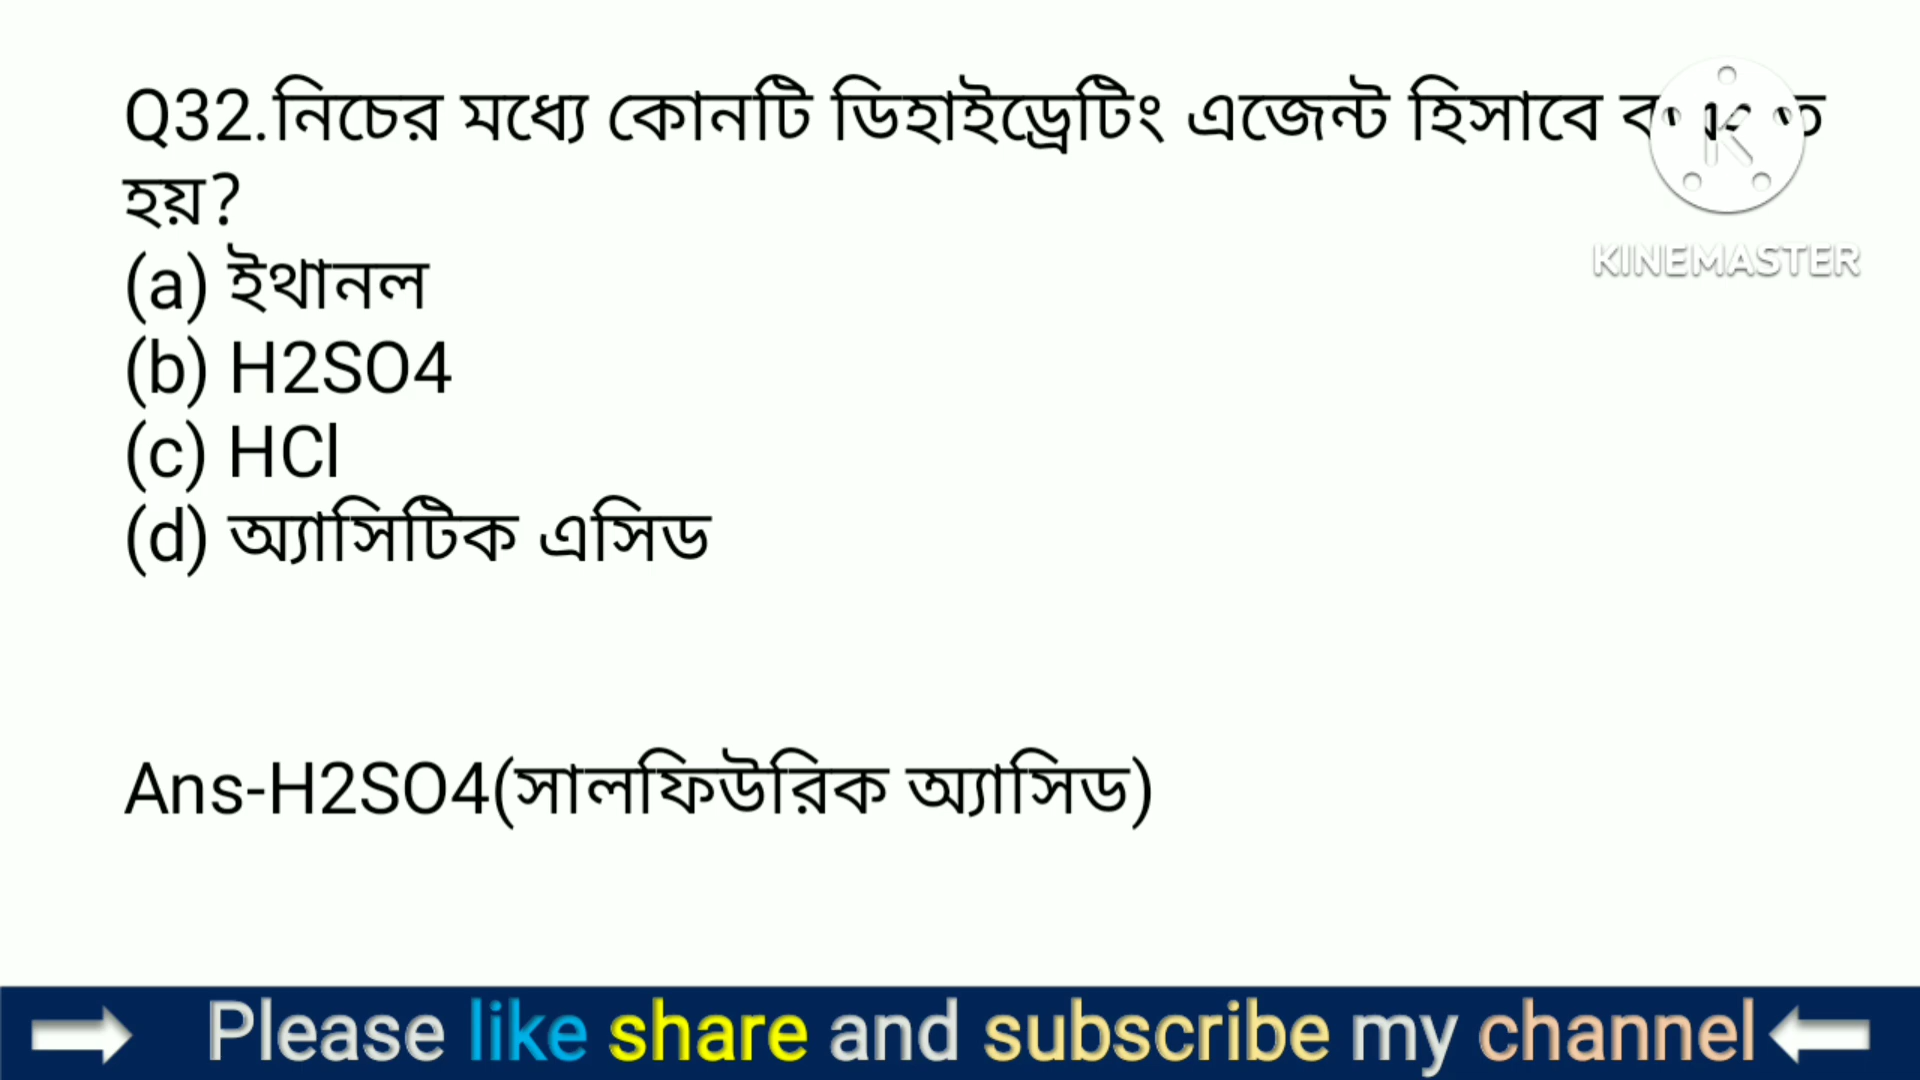 Q32.নিচের মধ্যে কোনটি ডিহাইড্রেটিং এজেন্ট হিসাবে
হয়?
(a) ইথানল
(b) H2SO4
(c) HCl
(d) অ্যাসিটিক এসিড
KINEMASTER
Ans-H2SO4(সালফিউরিক অ্যাসিড)
Please like share and subscribe my channel